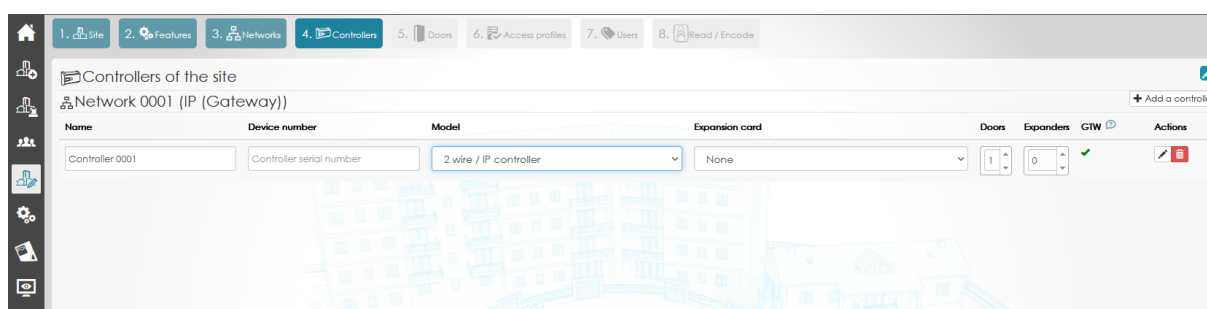 1. Site 2. Features 3. Networks 4. Controllers 5. Doors 6. Access profiles 7. Users 8. Read / Encode
Controllers of the site
Network 0001 (IP (Gateway))
+ Add a controlle
Name Device number Model Expansion card Doors Expanders GTW Actions
Controller 0001 Controller serial number 2 wire / IP controller None 1 0